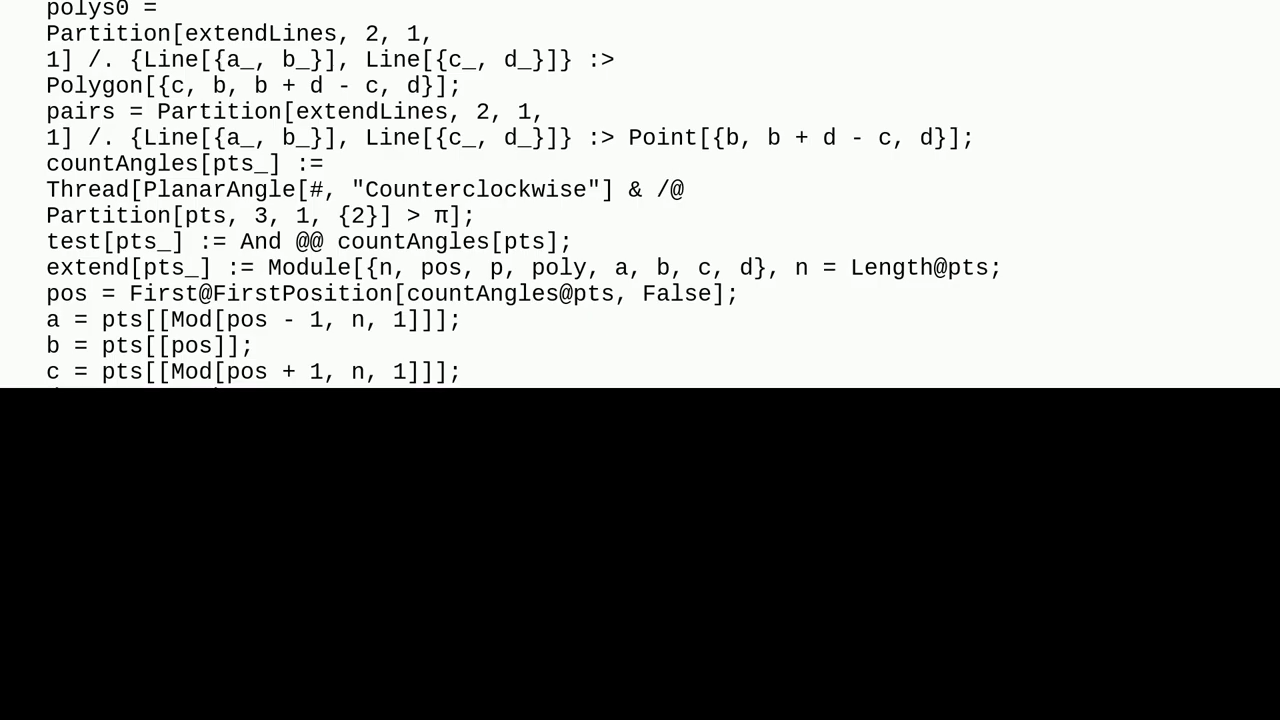 polys0 =
Partition[extendLines, 2, 1,
1] /. {Line[{a_, b_}], Line[{c_, d_}]} :>
Polygon[{c, b, b + d - c, d}];
pairs = Partition[extendLines, 2, 1,
1] /. {Line[{a_, b_}], Line[{c_, d_}]} :> Point[{b, b + d - c, d}];
countAngles[pts_] :=
Thread[PlanarAngle[#, "Counterclockwise"] & /@
Partition[pts, 3, 1, {2}] > π];
test[pts_] := And @@ countAngles[pts];
extend[pts_] := Module[{n, pos, p, poly, a, b, c, d}, n = Length@pts;
pos = First@FirstPosition[countAngles@pts, False];
a = pts[[Mod[pos - 1, n, 1]]];
b = pts[[pos]];
c = pts[[Mod[pos + 1, n, 1]]];